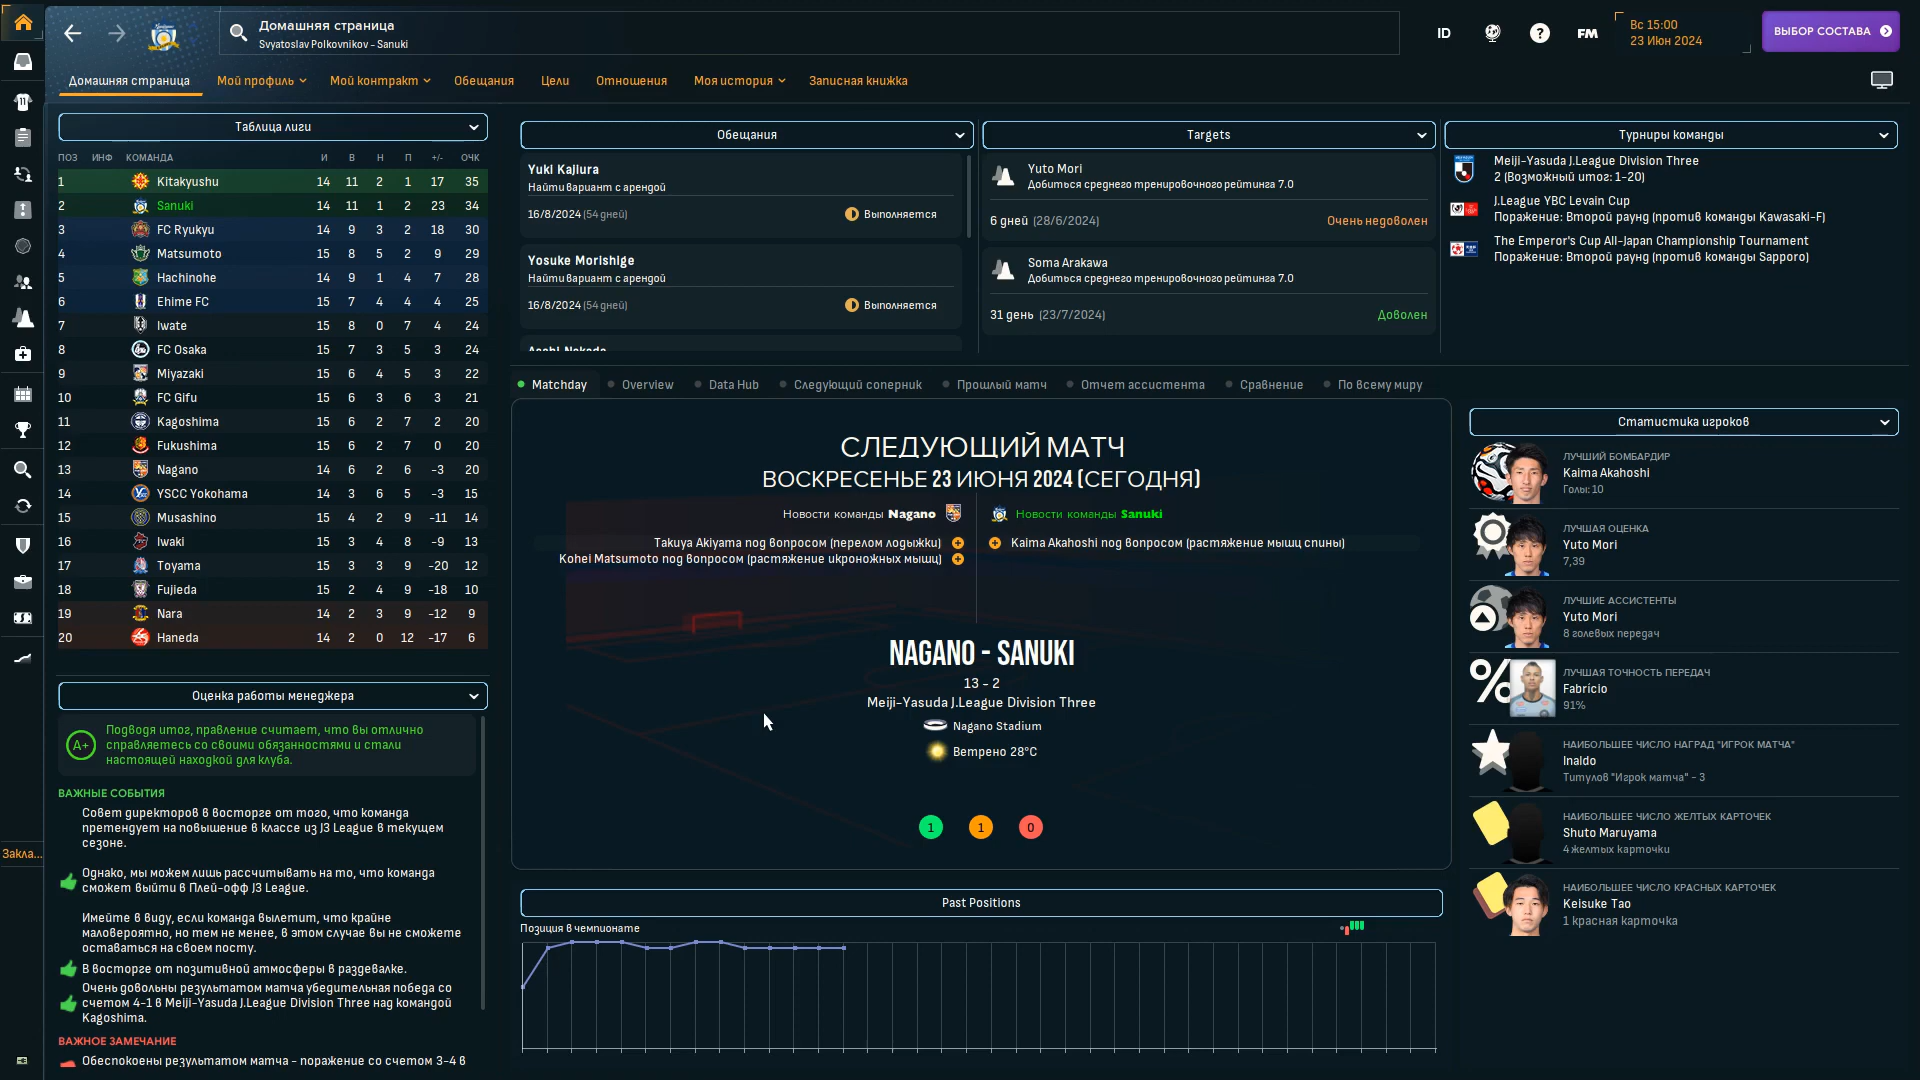 Домашняя страница
Svyatoslav Polkovnikov - Sanuki
ID
FM
Вс 15:00
23 Июн 2024
ВЫБОР СОСТАВА
Домашняя страница
Мой профиль
Мой контракт
Обещания
Цели
Отношения
Моя история
Записная книжка
Таблица лиги
ПОЗ ИНФ КОМАНДА И В Н П +/- ОЧК
1 Kitakyushu 14 11 2 1 17 35
2 Sanuki 14 11 1 2 23 34
3 FC Ryukyu 14 9 3 2 18 30
4 Matsumoto 15 8 5 2 9 29
5 Hachinohe 14 9 1 4 7 28
6 Ehime FC 15 7 4 4 4 25
7 Iwate 15 8 0 7 4 24
8 FC Osaka 15 7 3 5 3 24
9 Miyazaki 15 6 4 5 3 22
10 FC Gifu 15 6 3 6 3 21
11 Kagoshima 15 6 2 7 2 20
12 Fukushima 15 6 2 7 0 20
13 Nagano 14 6 2 6 -3 20
14 YSCC Yokohama 14 3 6 5 -3 15
15 Musashino 15 4 2 9 -11 14
16 Iwaki 15 3 4 8 -9 13
17 Toyama 15 3 3 9 -20 12
18 Fujieda 15 2 4 9 -18 10
19 Nara 14 2 3 9 -12 9
20 Haneda 14 2 0 12 -17 6
Оценка работы менеджера
A+
Подводя итог, правление считает, что вы отлично
справляетесь со своими обязанностями и стали
настоящей находкой для клуба.
ВАЖНЫЕ СОБЫТИЯ
Совет директоров в восторге от того, что команда
претендует на повышение в классе из J3 League в текущем
сезоне.
Однако, мы можем лишь рассчитывать на то, что команда
сможет выйти в Плей-офф J3 League.
Имейте в виду, если команда вылетит, что крайне
маловероятно, но тем не менее, в этом случае вы не сможете
оставаться на своем посту.
В восторге от позитивной атмосферы в раздевалке.
Очень довольны результатом матча убедительная победа со
счетом 4-1 в Meiji-Yasuda J.League Division Three над командой
Kagoshima.
ВАЖНОЕ ЗАМЕЧАНИЕ
Обеспокоены результатом матча - поражение со счетом 3-4 в
Закла...
Обещания
Yuki Kajiura
Найти вариант с арендой
16/8/2024 (54 дней) Выполняется
Yosuke Morishige
Найти вариант с арендой
16/8/2024 (54 дней) Выполняется
Targets
Yuto Mori
Добиться среднего тренировочного рейтинга 7.0
6 дней (28/6/2024) Очень недоволен
Soma Arakawa
Добиться среднего тренировочного рейтинга 7.0
31 день (23/7/2024) Доволен
Турниры команды
Meiji-Yasuda J.League Division Three
2 (Возможный итог: 1-20)
J.League YBC Levain Cup
Поражение: Второй раунд (против команды Kawasaki-F)
The Emperor's Cup All-Japan Championship Tournament
Поражение: Второй раунд (против команды Sapporo)
Matchday
Overview
Data Hub
Следующий соперник
Прошлый матч
Отчет ассистента
Сравнение
По всему миру
СЛЕДУЮЩИЙ МАТЧ
ВОСКРЕСЕНЬЕ 23 ИЮНЯ 2024 (СЕГОДНЯ)
Новости команды Nagano
Новости команды Sanuki
Takuya Akiyama под вопросом (перелом лодыжки)
Kohei Matsumoto под вопросом (растяжение икроножных мышц)
Kaima Akahoshi под вопросом (растяжение мышц спины)
NAGANO - SANUKI
13 - 2
Meiji-Yasuda J.League Division Three
Nagano Stadium
Ветрено 28°C
1 1 0
Past Positions
Позиция в чемпионате
Статистика игроков
ЛУЧШИЙ БОМБАРДИР
Kaima Akahoshi
Голы: 10
ЛУЧШАЯ ОЦЕНКА
Yuto Mori
7,39
ЛУЧШИЕ АССИСТЕНТЫ
Yuto Mori
8 голевых передач
ЛУЧШАЯ ТОЧНОСТЬ ПЕРЕДАЧ
Fabrício
91%
НАИБОЛЬШЕЕ ЧИСЛО НАГРАД "ИГРОК МАТЧА"
Inaldo
Титулов "Игрок матча" - 3
НАИБОЛЬШЕЕ ЧИСЛО ЖЕЛТЫХ КАРТОЧЕК
Shuto Maruyama
4 желтых карточки
НАИБОЛЬШЕЕ ЧИСЛО КРАСНЫХ КАРТОЧЕК
Keisuke Tao
1 красная карточка